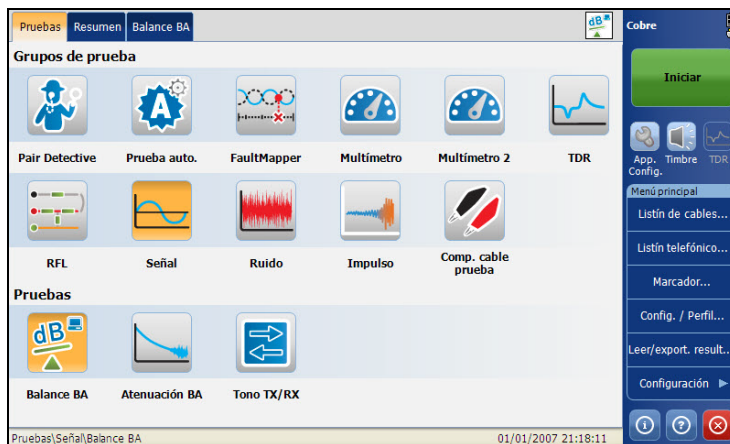 Pruebas Resumen Balance BA dB Cobre
Grupos de prueba
Iniciar
A
Pair Detective Prueba auto. FaultMapper Multímetro Multímetro 2 TDR
App. Config. Timbre TDR
Menú principal
Listín de cables...
RFL Señal Ruido Impulso Comp. cable prueba
Listín telefónico...
Marcador...
Pruebas
Config. / Perfil...
dB
Leer/export. result..
Balance BA Atenuación BA Tono TX/RX
Configuración
Pruebas\Señal\Balance BA 01/01/2007 21:18:11